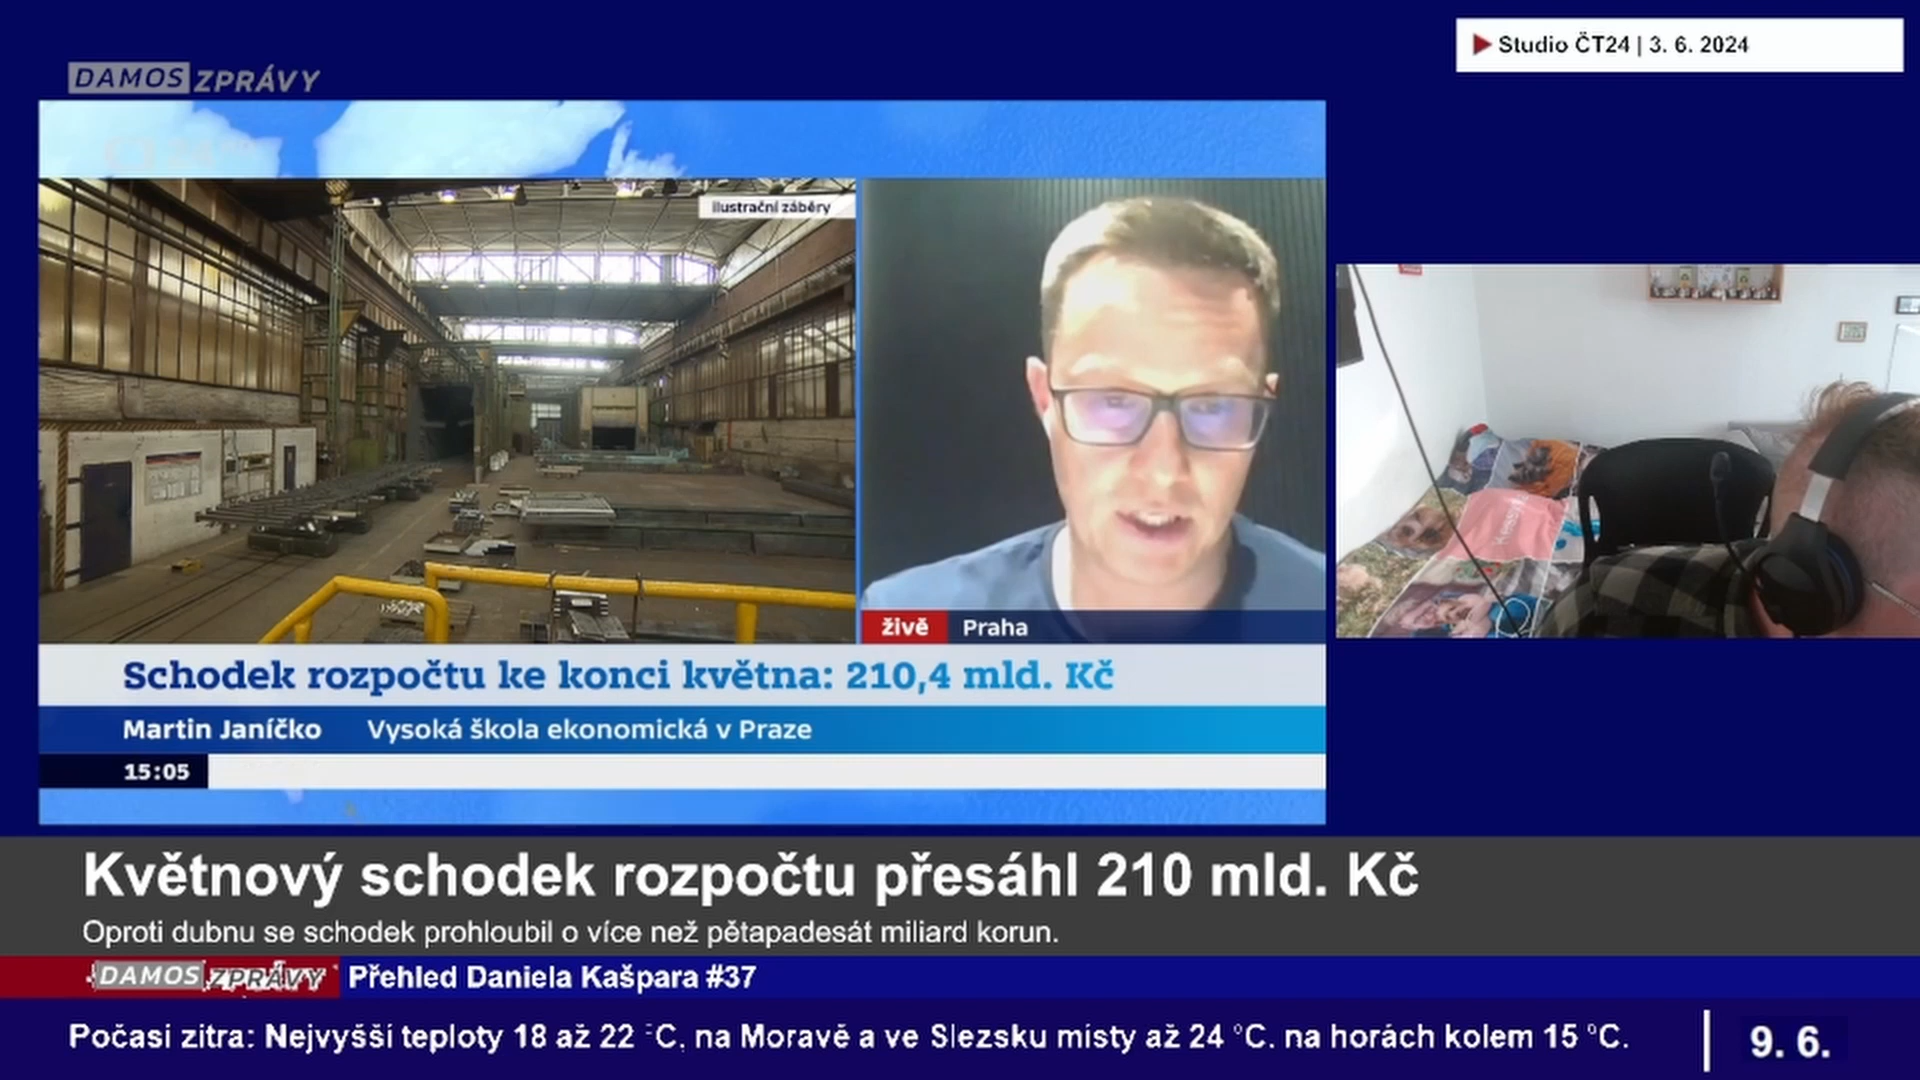 Studio ČT24 | 3. 6. 2024
DAMOS ZPRÁVY
ilustrační záběry
živě Praha
Schodek rozpočtu ke konci května: 210,4 mld. Kč
Martin Janíčko Vysoká škola ekonomická v Praze
15:05
Květnový schodek rozpočtu přesáhl 210 mld. Kč
Oproti dubnu se schodek prohloubil o více než pětapadesát miliard korun.
DAMOS ZPRÁVY Přehled Daniela Kašpara #37
Počasí zítra: Nejvyšší teploty 18 až 22 °C, na Moravě a ve Slezsku místy až 24 °C. na horách kolem 15 °C.
9. 6.